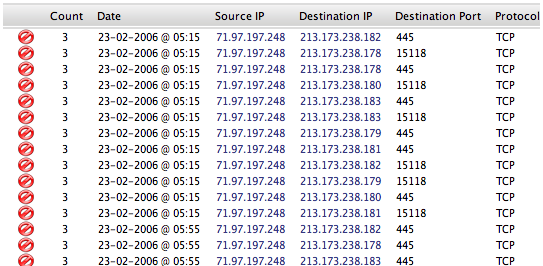 Count Date Source IP Destination IP Destination Port Protocol
3 23-02-2006 @ 05:15 71.97.197.248 213.173.238.182 445 TCP
3 23-02-2006 @ 05:15 71.97.197.248 213.173.238.178 15118 TCP
3 23-02-2006 @ 05:15 71.97.197.248 213.173.238.178 445 TCP
3 23-02-2006 @ 05:15 71.97.197.248 213.173.238.180 15118 TCP
3 23-02-2006 @ 05:15 71.97.197.248 213.173.238.183 445 TCP
3 23-02-2006 @ 05:15 71.97.197.248 213.173.238.183 15118 TCP
3 23-02-2006 @ 05:15 71.97.197.248 213.173.238.179 445 TCP
3 23-02-2006 @ 05:15 71.97.197.248 213.173.238.181 445 TCP
3 23-02-2006 @ 05:15 71.97.197.248 213.173.238.182 15118 TCP
3 23-02-2006 @ 05:15 71.97.197.248 213.173.238.179 15118 TCP
3 23-02-2006 @ 05:15 71.97.197.248 213.173.238.180 445 TCP
3 23-02-2006 @ 05:15 71.97.197.248 213.173.238.181 15118 TCP
3 23-02-2006 @ 05:55 71.97.197.248 213.173.238.182 445 TCP
3 23-02-2006 @ 05:55 71.97.197.248 213.173.238.178 445 TCP
3 23-02-2006 @ 05:55 71.97.197.248 213.173.238.183 445 TCP